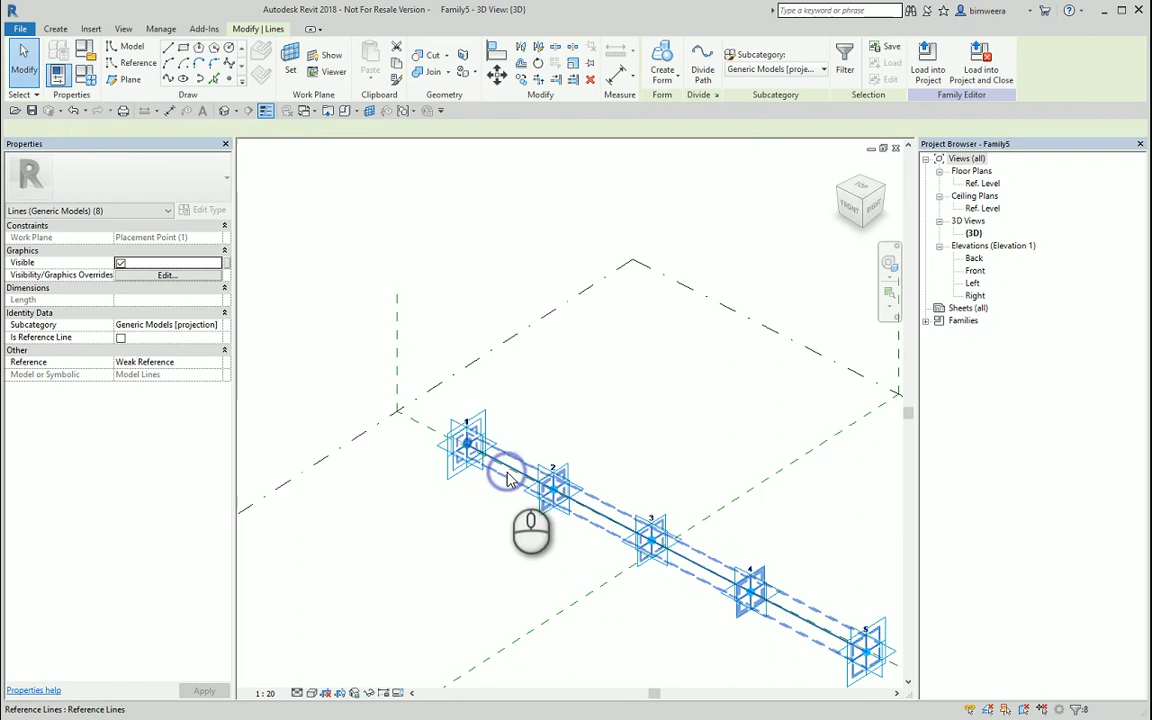 Autodesk Revit 2018 - Not For Resale Version - Family5 - 3D View: {3D}
Type a keyword or phrase
bimweera
File Create Insert View Manage Add-Ins Modify | Lines
Modify
Model
Reference
Plane
Set
Show
Viewer
Paste
Cut
Join
Create Form
Divide Path
Subcategory:
Generic Models [proje...
Filter
Save
Load
Edit
Load into Project
Load into Project and Close
Select
Properties
Draw
Work Plane
Clipboard
Geometry
Modify
Measure
Form
Divide
Subcategory
Selection
Family Editor
Properties
Lines (Generic Models) (8)
Edit Type
Constraints
Work Plane Placement Point (1)
Graphics
Visible
Visibility/Graphics Overrides Edit...
Dimensions
Length
Identity Data
Subcategory Generic Models [projection]
Is Reference Line
Other
Reference Weak Reference
Model or Symbolic Model Lines
Properties help
Apply
TOP
FRONT
RIGHT
1
2
3
4
5
1 : 20
Project Browser - Family5
Views (all)
Floor Plans
Ref. Level
Ceiling Plans
Ref. Level
3D Views
{3D}
Elevations (Elevation 1)
Back
Front
Left
Right
Sheets (all)
Families
Reference Lines : Reference Lines
:8